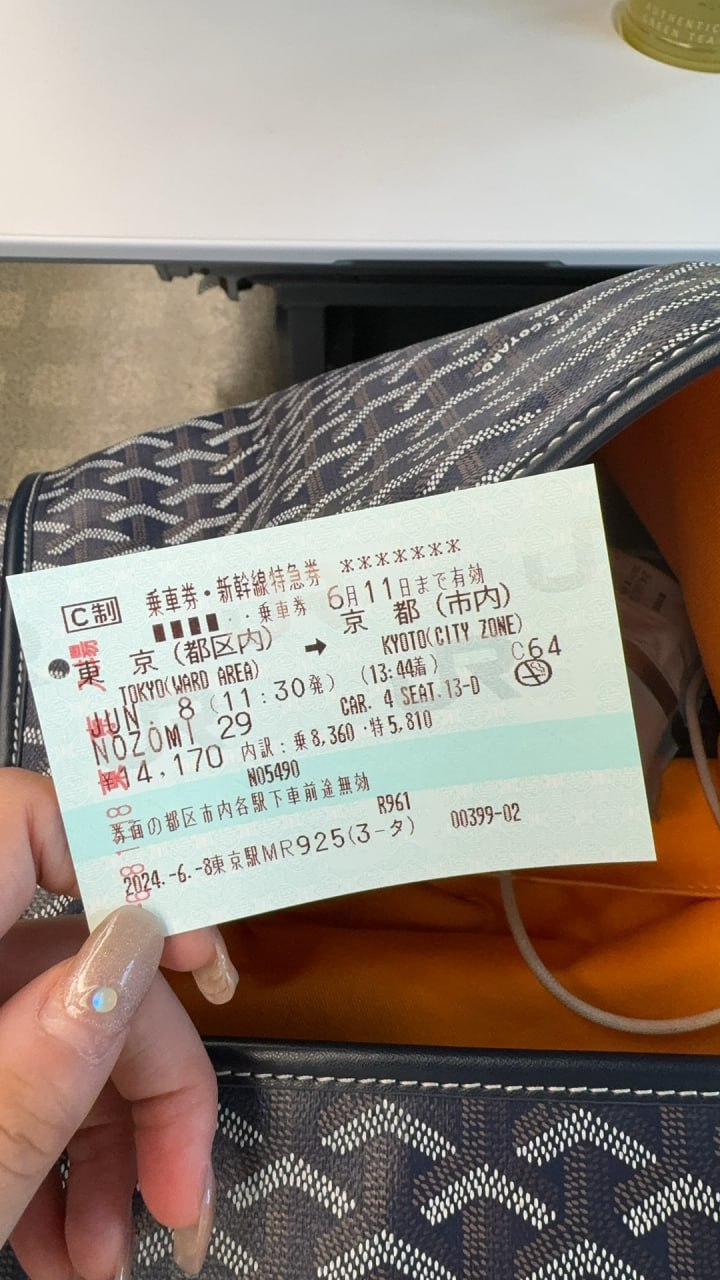 AUTHENTIC
GREEN TEA
GOYARD
C制 乗車券・新幹線特急券 *******
・・乗車券 6月11日まで有効
東 京(都区内) ➡ 京 都(市内)
TOKYO(WARD AREA) KYOTO(CITY ZONE)
JUN. 8(11:30発) (13:44着) C64
NOZOMI 29 CAR. 4 SEAT.13-D
¥14,170 内訳:乗8,360・特5,810
N05490
券面の都区市内各駅下車前途無効
R961
2024.-6.-8東京駅MR925(3-タ) 00399-02